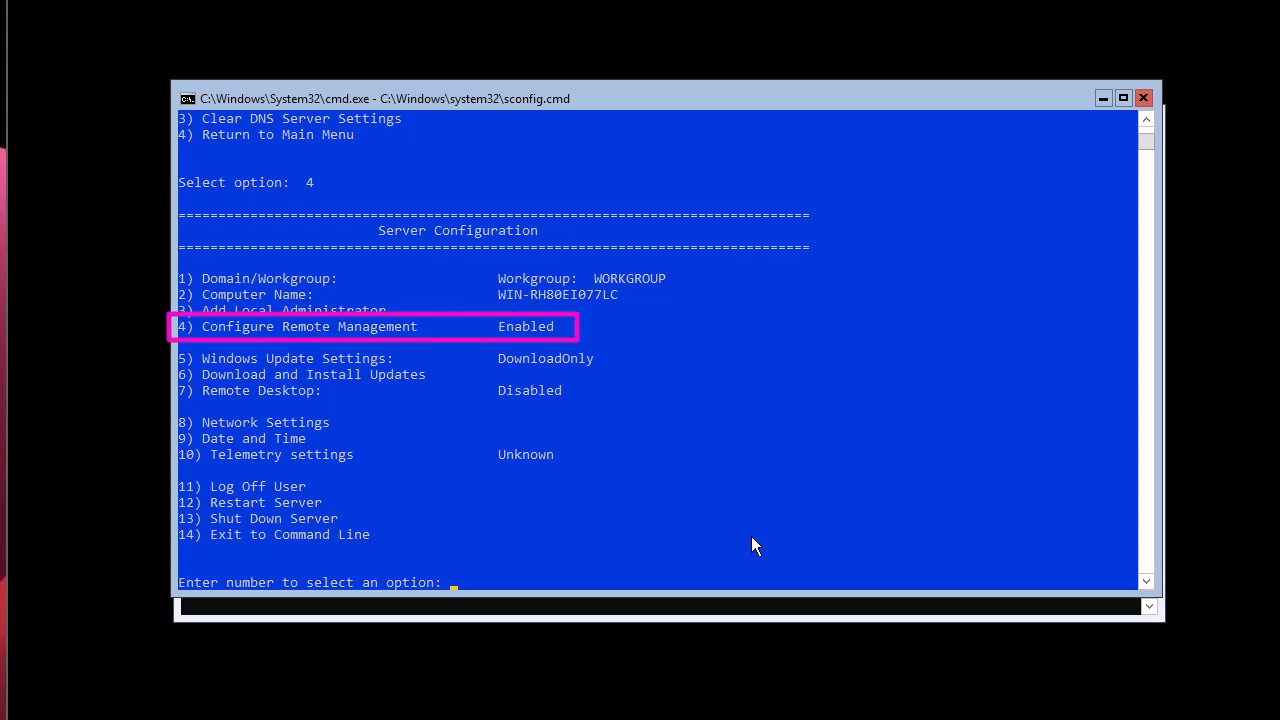 C:\Windows\System32\cmd.exe - C:\Windows\system32\sconfig.cmd
3) Clear DNS Server Settings
4) Return to Main Menu
Select option:  4
===============================================================================
Server Configuration
===============================================================================
1) Domain/Workgroup: Workgroup:  WORKGROUP
2) Computer Name: WIN-RH80EI077LC
3) Add Local Administrator
4) Configure Remote Management Enabled
5) Windows Update Settings: DownloadOnly
6) Download and Install Updates
7) Remote Desktop: Disabled
8) Network Settings
9) Date and Time
10) Telemetry settings Unknown
11) Log Off User
12) Restart Server
13) Shut Down Server
14) Exit to Command Line
Enter number to select an option: